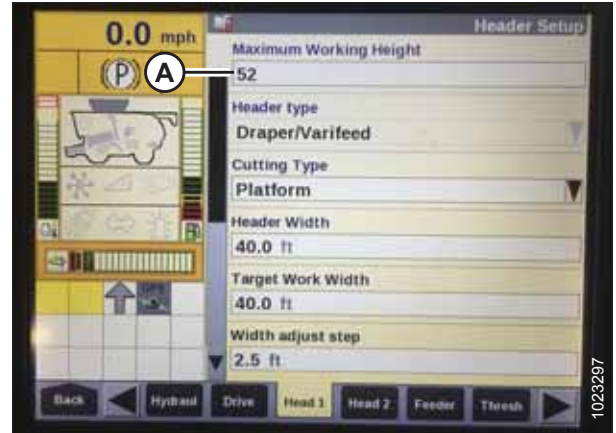 0.0 mph
Header Setup
(P)
A
Maximum Working Height
52
Header type
Draper/Varifeed
Cutting Type
Platform
Header Width
40.0 ft
Target Work Width
40.0 ft
Width adjust step
2.5 ft
Back
Hydraul
Drive
Head 1
Head 2
Feeder
Thresh
1023297